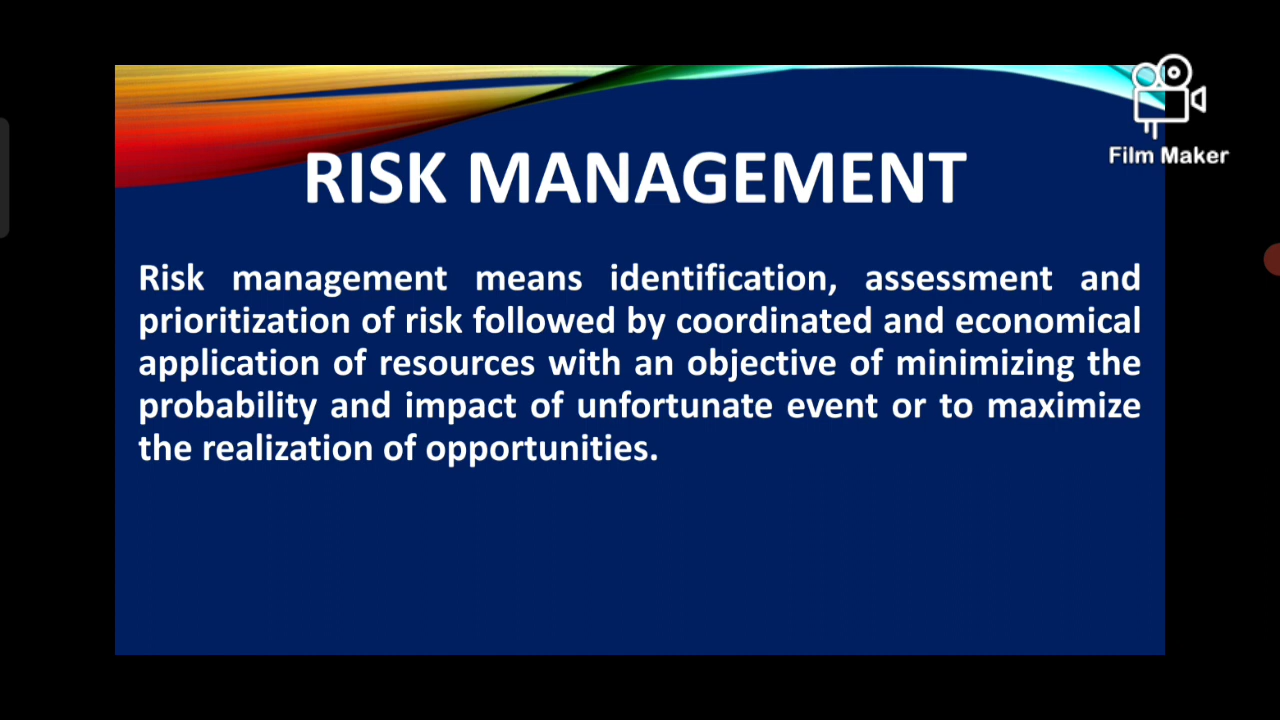 Film Maker
RISK MANAGEMENT
Risk management means identification, assessment and
prioritization of risk followed by coordinated and economical
application of resources with an objective of minimizing the
probability and impact of unfortunate event or to maximize
the realization of opportunities.